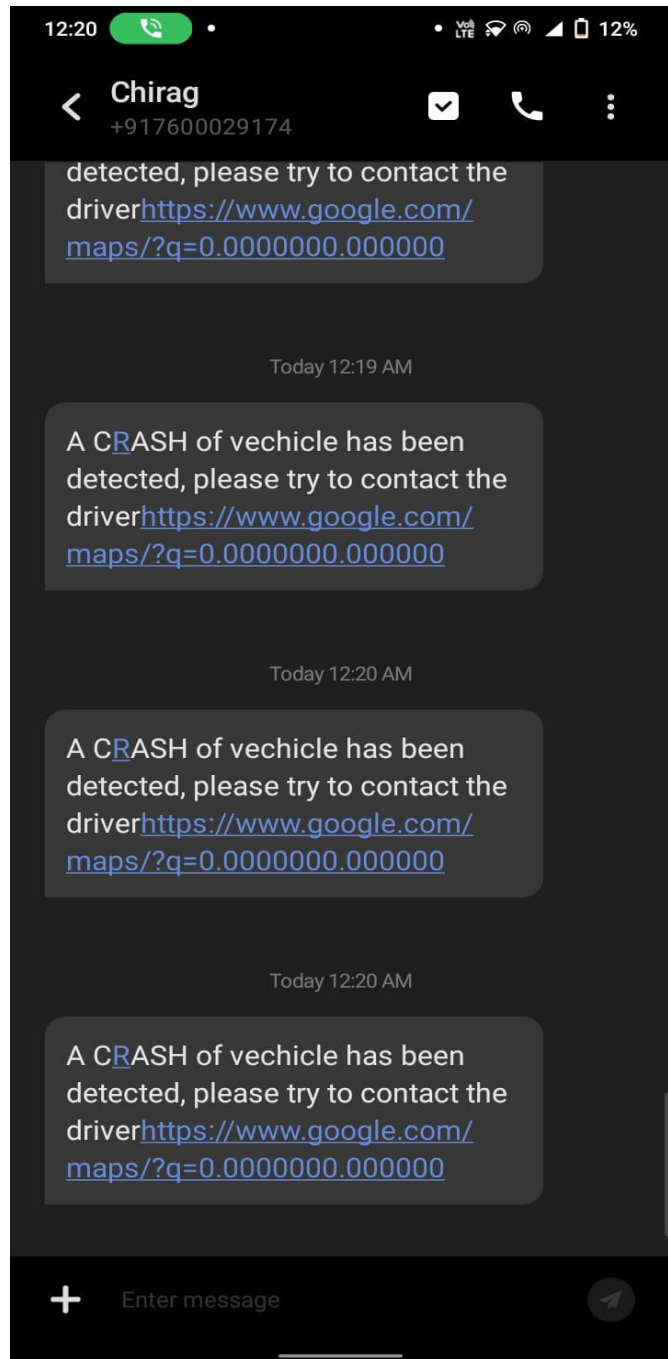 12:20 Vo) LTE 12%
Chirag
+917600029174
detected, please try to contact the
driverhttps://www.google.com/
maps/?q=0.0000000.000000
Today 12:19 AM
A CRASH of vechicle has been
detected, please try to contact the
driverhttps://www.google.com/
maps/?q=0.0000000.000000
Today 12:20 AM
A CRASH of vechicle has been
detected, please try to contact the
driverhttps://www.google.com/
maps/?q=0.0000000.000000
Today 12:20 AM
A CRASH of vechicle has been
detected, please try to contact the
driverhttps://www.google.com/
maps/?q=0.0000000.000000
Enter message